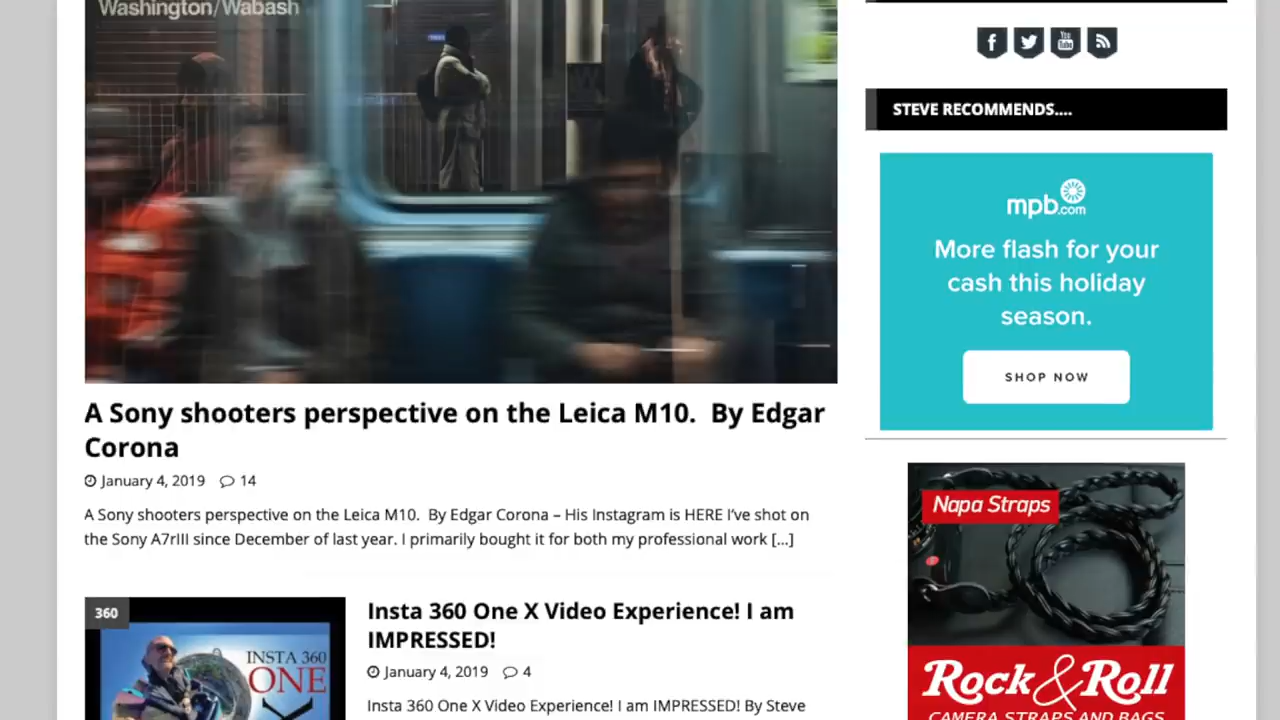 Washington/Wabash
A Sony shooters perspective on the Leica M10. By Edgar
Corona
January 4, 2019 14
A Sony shooters perspective on the Leica M10. By Edgar Corona – His Instagram is HERE I've shot on
the Sony A7rIII since December of last year. I primarily bought it for both my professional work [...]
360
INSTA 360
ONE
X
Insta 360 One X Video Experience! I am
IMPRESSED!
January 4, 2019 4
Insta 360 One X Video Experience! I am IMPRESSED! By Steve
You
Tube
STEVE RECOMMENDS....
mpb.com
More flash for your
cash this holiday
season.
SHOP NOW
Napa Straps
Rock & Roll
CAMERA STRAPS AND BAGS